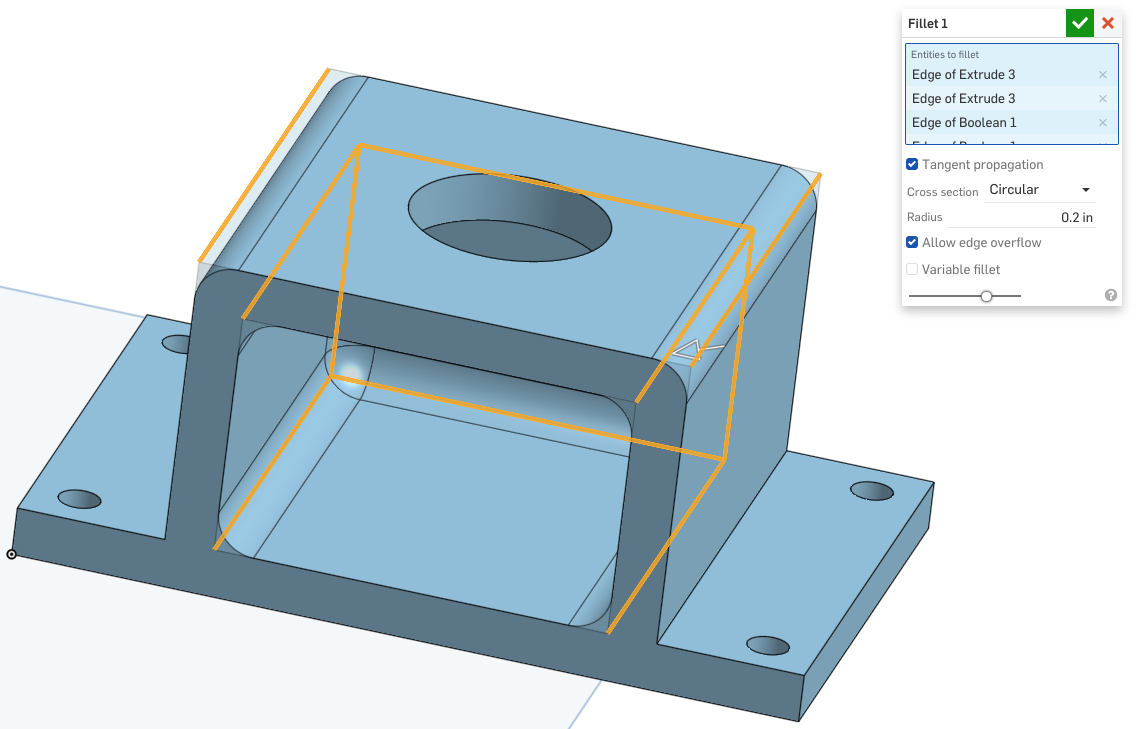 Fillet 1
Entities to fillet
Edge of Extrude 3
Edge of Extrude 3
Edge of Boolean 1
Tangent propagation
Cross section Circular
Radius 0.2 in
Allow edge overflow
Variable fillet